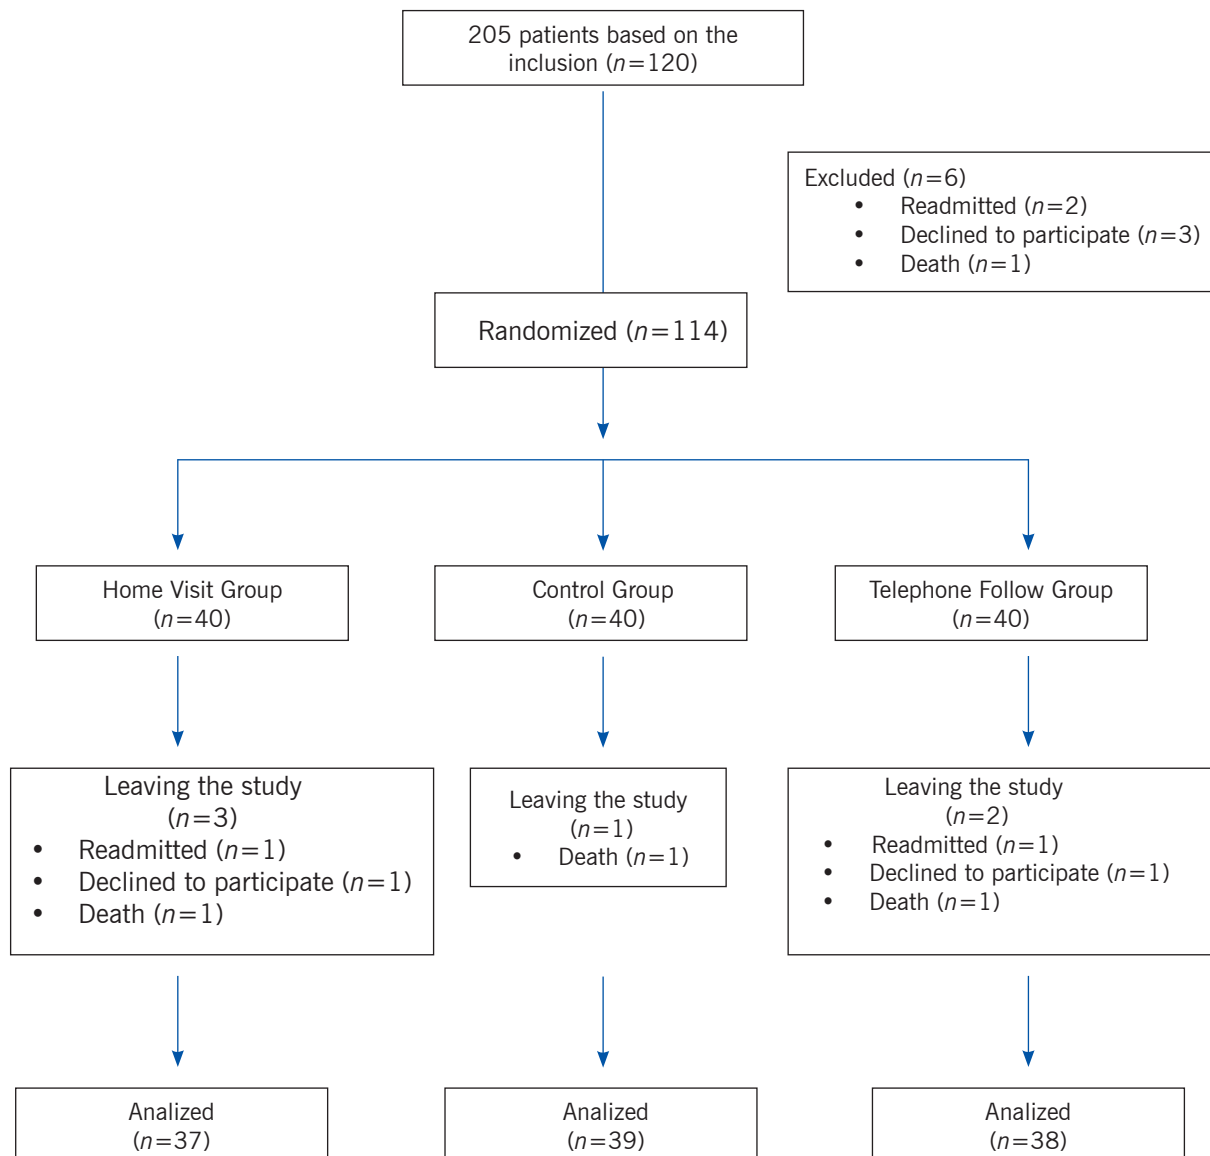 205 patients based on the
inclusion (n=120)
Excluded (n=6)
• Readmitted (n=2)
• Declined to participate (n=3)
• Death (n=1)
Randomized (n=114)
Home Visit Group
(n=40)
Control Group
(n=40)
Telephone Follow Group
(n=40)
Leaving the study
(n=3)
• Readmitted (n=1)
• Declined to participate (n=1)
• Death (n=1)
Leaving the study
(n=1)
• Death (n=1)
Leaving the study
(n=2)
• Readmitted (n=1)
• Declined to participate (n=1)
• Death (n=1)
Analized
(n=37)
Analized
(n=39)
Analized
(n=38)